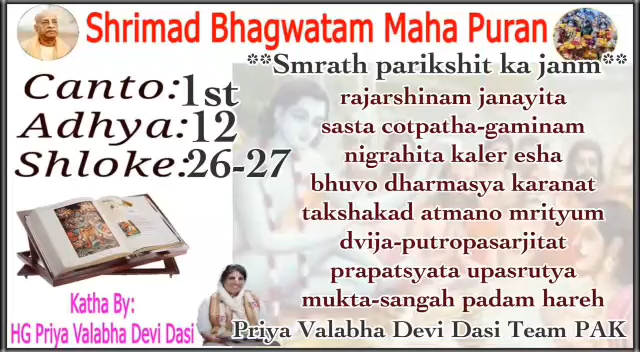 Shrimad Bhagwatam Maha Puran
**Smrath parikshit ka janm**
Canto:1st
Adhya:12
Shloke:26-27
rajarshinam janayita
sasta cotpatha-gaminam
nigrahita kaler esha
bhuvo dharmasya karanat
takshakad atmano mrityum
dvija-putropasarjitat
prapatsyata upasrutya
mukta-sangah padam hareh
Katha By:
HG Priya Valabha Devi Dasi
Priya Valabha Devi Dasi Team PAK